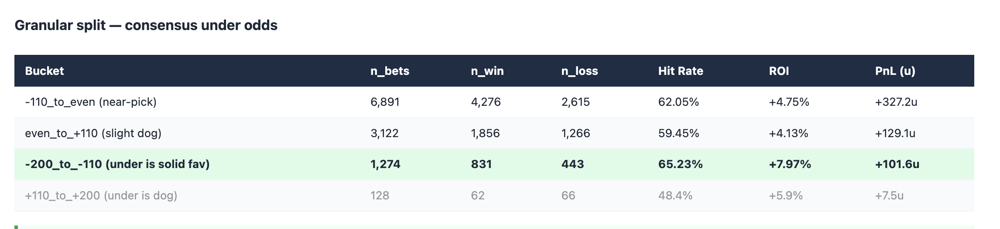 Granular split — consensus under odds
Bucket n_bets n_win n_loss Hit Rate ROI PnL (u)
-110_to_even (near-pick) 6,891 4,276 2,615 62.05% +4.75% +327.2u
even_to_+110 (slight dog) 3,122 1,856 1,266 59.45% +4.13% +129.1u
-200_to_-110 (under is solid fav) 1,274 831 443 65.23% +7.97% +101.6u
+110_to_+200 (under is dog) 128 62 66 48.4% +5.9% +7.5u